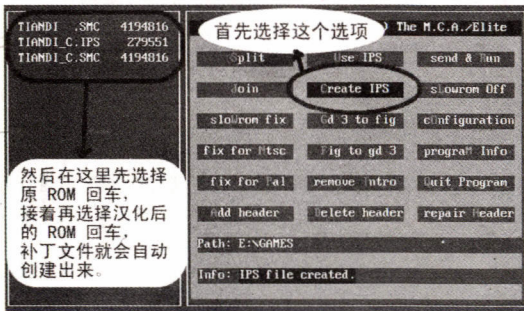 TIANDI .SMC 4194816
TIANDI_C.IPS 279551
TIANDI_C.SMC 4194816
首先选择这个选项
) The M.C.A./Elite
Split
Use IPS
send & Run
Join
Create IPS
slowrom Off
sloWrom fix
Gd 3 to fig
cOnfiguration
fix for Ntsc
Fig to gd 3
prograM Info
fix for Pal
remove Intro
Quit Program
Add header
Delete header
repair Header
Path: E:\GAMES
Info: IPS file created.
然后在这里先选择
原 ROM 回车,
接着再选择汉化后
的 ROM 回车,
补丁文件就会自动
创建出来。